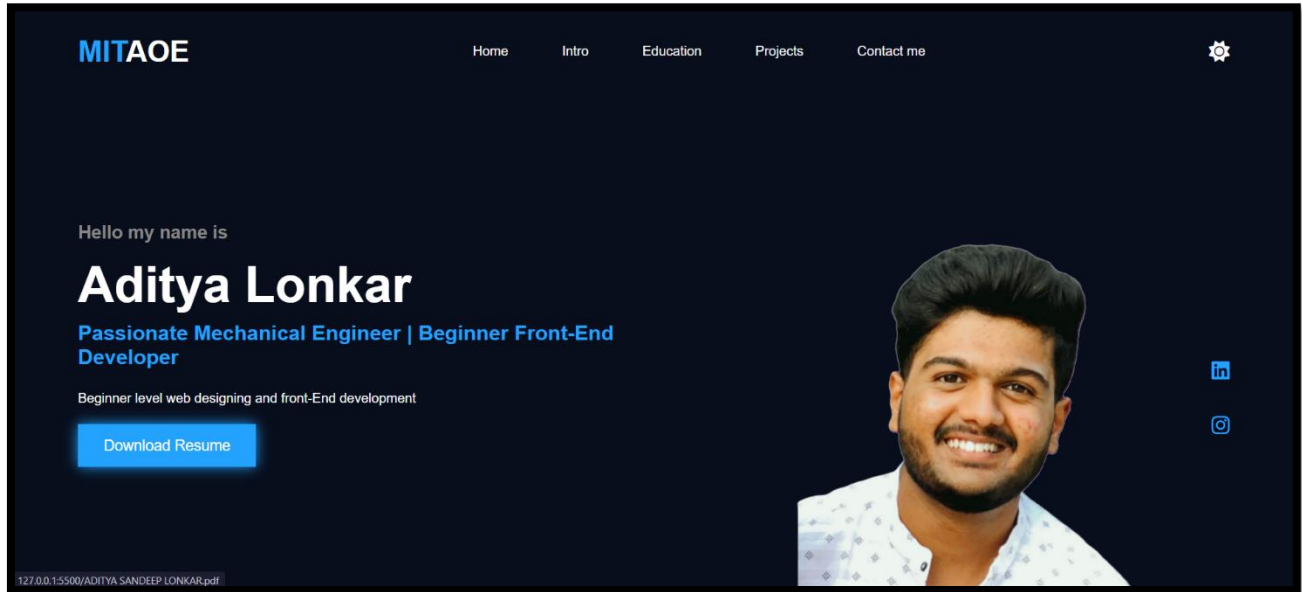 MITAOE
Home Intro Education Projects Contact me
Hello my name is
Aditya Lonkar
Passionate Mechanical Engineer | Beginner Front-End
Developer
Beginner level web designing and front-End development
Download Resume
in
127.0.0.1:5500/ADITYA SANDEEP LONKAR.pdf